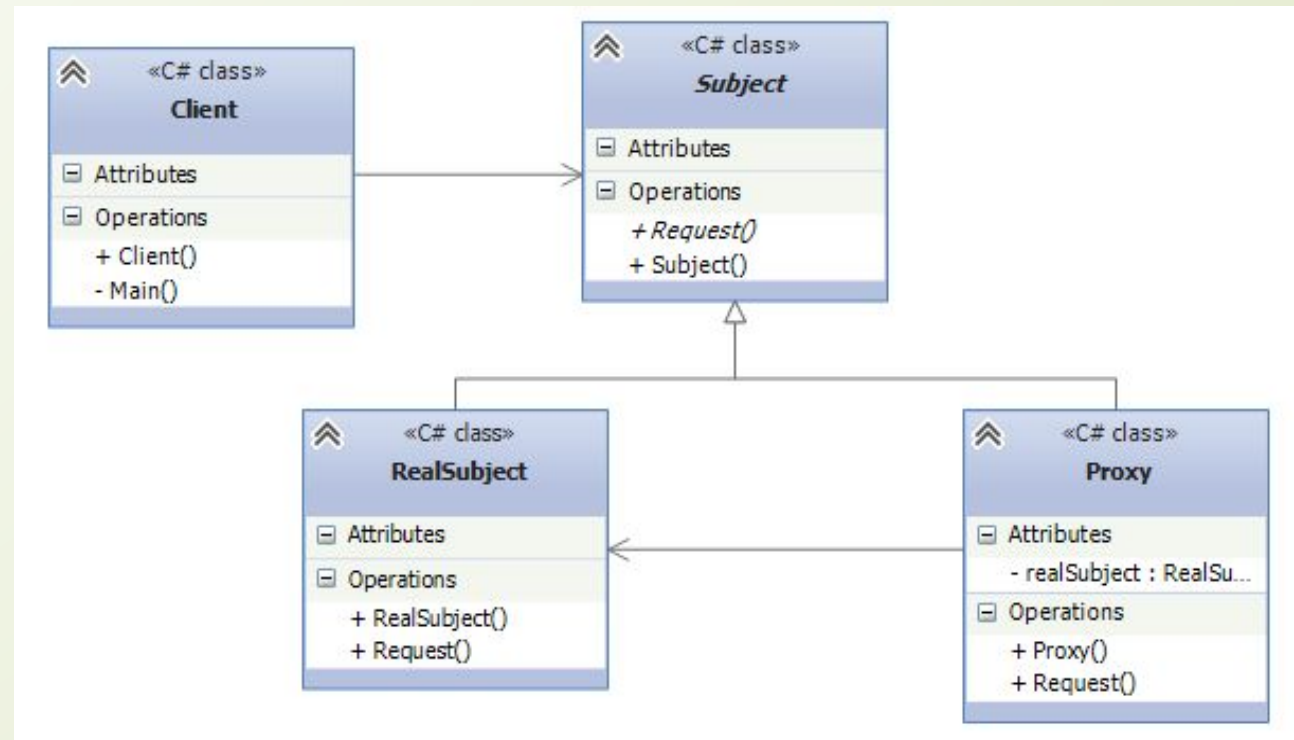 «C# class»
Client
Attributes
Operations
+ Client()
- Main()
«C# class»
Subject
Attributes
Operations
+ Request()
+ Subject()
«C# class»
RealSubject
Attributes
Operations
+ RealSubject()
+ Request()
«C# class»
Proxy
Attributes
- realSubject : RealSu...
Operations
+ Proxy()
+ Request()